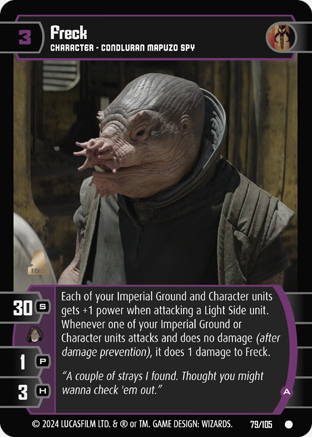 3
Freck
CHARACTER - CONDLURAN MAPUZO SPY
30 S
1 P
3 H
Each of your Imperial Ground and Character units
gets +1 power when attacking a Light Side unit.
Whenever one of your Imperial Ground or
Character units attacks and does no damage (after
damage prevention), it does 1 damage to Freck.
"A couple of strays I found. Thought you might
wanna check 'em out."
A
© 2024 LUCASFILM LTD. & ® or TM. GAME DESIGN: WIZARDS. 79/105